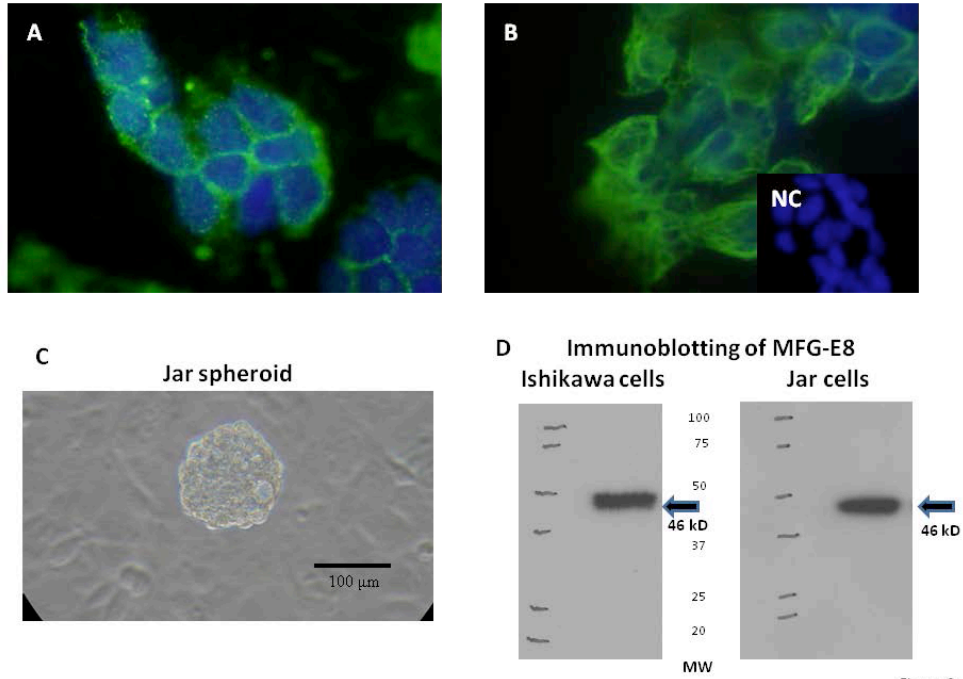 A
B
NC
C
Jar spheroid
100 µm
D
Immunoblotting of MFG-E8
Ishikawa cells
Jar cells
100
75
50
46 kD
37
46 kD
25
20
MW